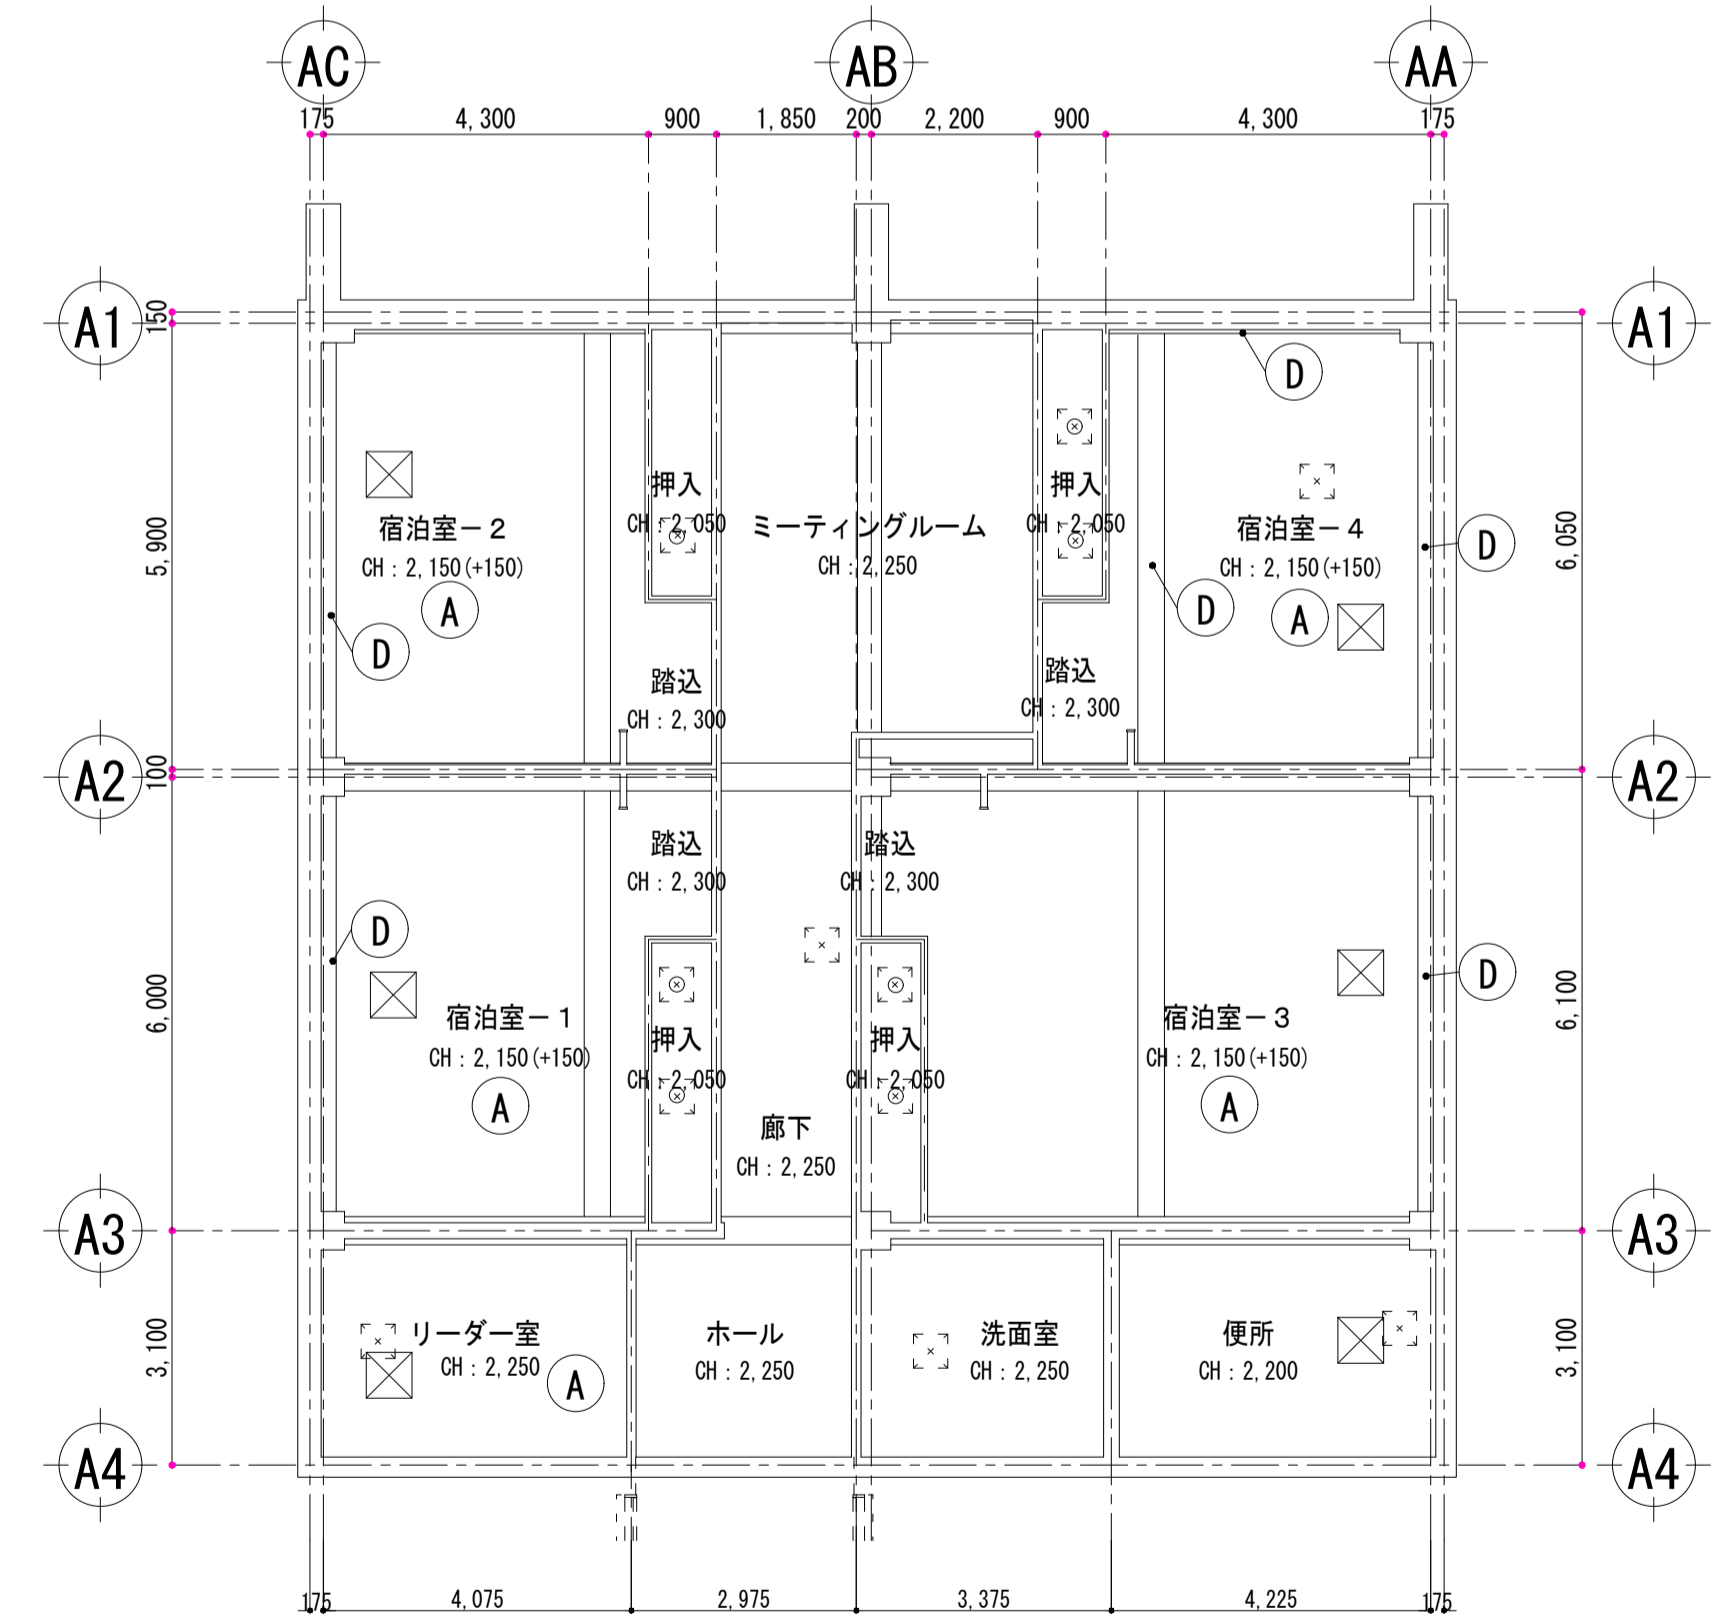 AC AB AA
175 4,300 900 1,850 200 2,200 900 4,300 175
A1 150 A1
D
押入 押入
CH：2,050 ミーティングルーム CH：2,050
CH：2,250
宿泊室－2 宿泊室－4
CH：2,150(+150) CH：2,150(+150)
5,900 6,050
D
A D A
D
踏込 踏込
CH：2,300 CH：2,300
A2 100 A2
踏込 踏込
CH：2,300 CH：2,300
D D
6,000 6,100
宿泊室－1 押入 押入 宿泊室－3
CH：2,150(+150) CH：2,050 CH：2,050 CH：2,150(+150)
A A
廊下
CH：2,250
A3 A3
3,100 3,100
リーダー室 ホール 洗面室 便所
CH：2,250 CH：2,250 CH：2,250 CH：2,200
A
A4 A4
175 4,075 2,975 3,375 4,225 175